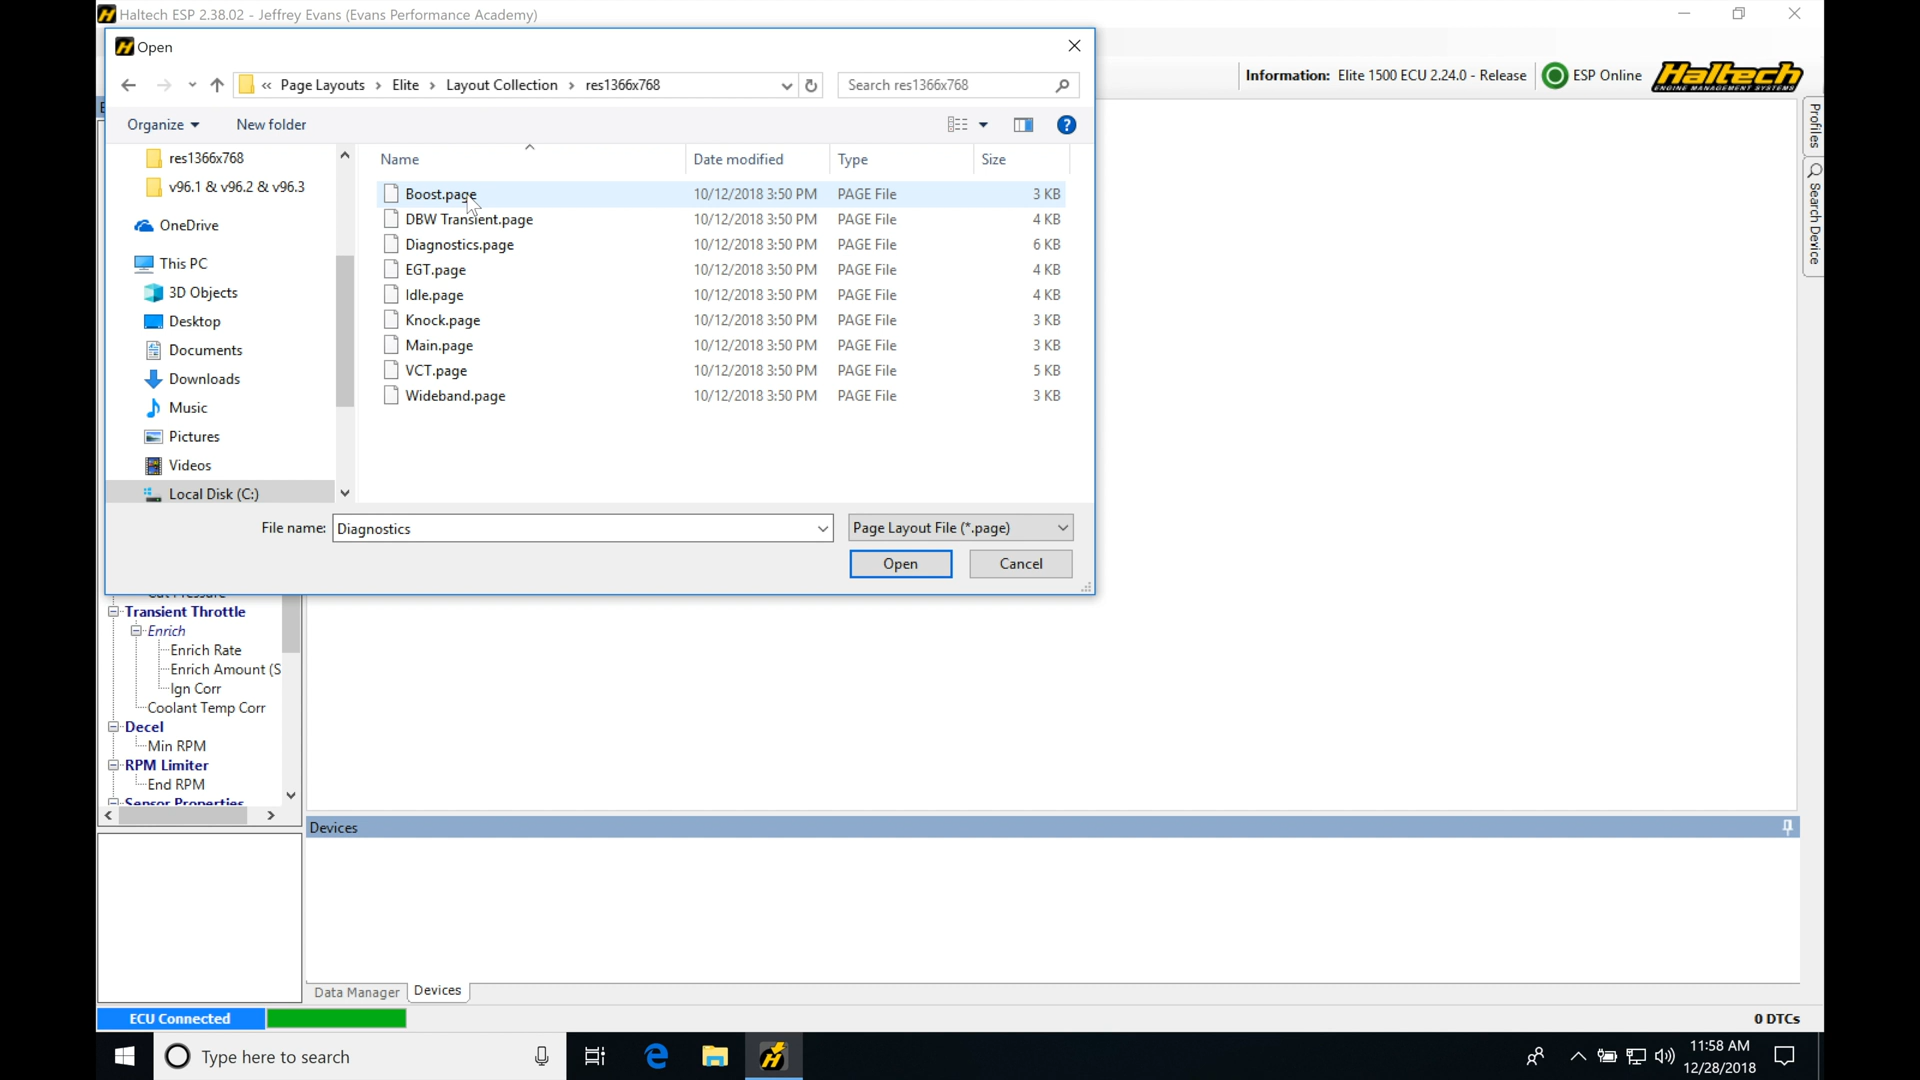 Haltech ESP 2.38.02 - Jeffrey Evans (Evans Performance Academy)
Open
« Page Layouts › Elite › Layout Collection › res1366x768
Search res1366x768
Information: Elite 1500 ECU 2.24.0 - Release
ESP Online
Haltech
ENGINE MANAGEMENT SYSTEMS
Organize
New folder
Profiles
Search Device
res1366x768
v96.1 & v96.2 & v96.3
OneDrive
This PC
3D Objects
Desktop
Documents
Downloads
Music
Pictures
Videos
Local Disk (C:)
Name Date modified Type Size
Boost.page 10/12/2018 3:50 PM PAGE File 3 KB
DBW Transient.page 10/12/2018 3:50 PM PAGE File 4 KB
Diagnostics.page 10/12/2018 3:50 PM PAGE File 6 KB
EGT.page 10/12/2018 3:50 PM PAGE File 4 KB
Idle.page 10/12/2018 3:50 PM PAGE File 4 KB
Knock.page 10/12/2018 3:50 PM PAGE File 3 KB
Main.page 10/12/2018 3:50 PM PAGE File 3 KB
VCT.page 10/12/2018 3:50 PM PAGE File 5 KB
Wideband.page 10/12/2018 3:50 PM PAGE File 3 KB
File name: Diagnostics
Page Layout File (*.page)
Open
Cancel
Transient Throttle
Enrich
Enrich Rate
Enrich Amount (S
Ign Corr
Coolant Temp Corr
Decel
Min RPM
RPM Limiter
End RPM
Sensor Properties
Devices
Data Manager
Devices
ECU Connected
0 DTCs
Type here to search
11:58 AM
12/28/2018